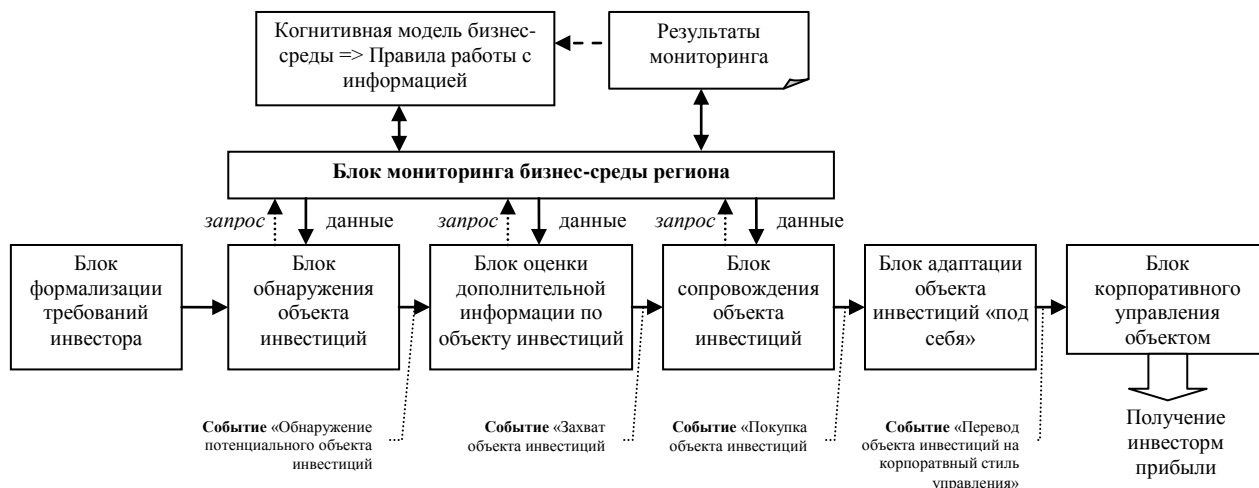 Когнитивная модель бизнес-
среды => Правила работы с
информацией
Результаты
мониторинга
Блок мониторинга бизнес-среды региона
запрос
данные
запрос
данные
запрос
данные
Блок
формализации
требований
инвестора
Блок
обнаружения
объекта
инвестиций
Блок оценки
дополнительной
информации по
объекту инвестиций
Блок
сопровождения
объекта
инвестиций
Блок адаптации
объекта
инвестиций «под
себя»
Блок
корпоративного
управления
объектом
Событие «Обнаружение
потенциального объекта
инвестиций
Событие «Захват
объекта инвестиций
Событие «Покупка
объекта инвестиций
Событие «Перевод
объекта инвестиций на
корпоратвный стиль
управления»
Получение
инвесторм
прибыли